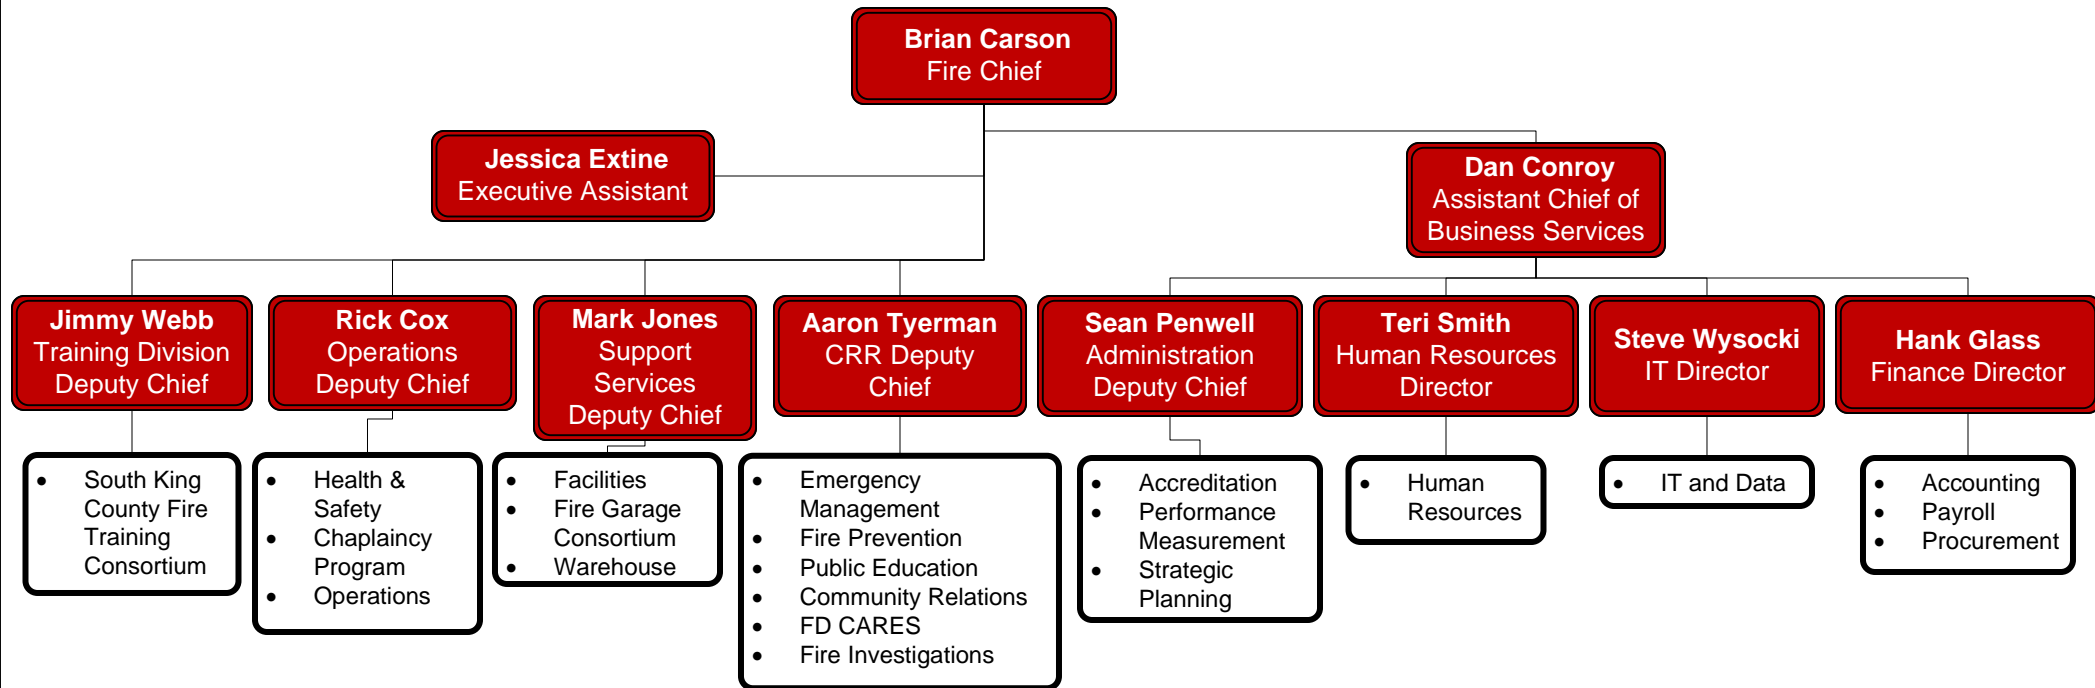 Brian Carson
Fire Chief
Jessica Extine
Executive Assistant
Dan Conroy
Assistant Chief of
Business Services
Jimmy Webb
Training Division
Deputy Chief
Rick Cox
Operations
Deputy Chief
Mark Jones
Support
Services
Deputy Chief
Aaron Tyerman
CRR Deputy
Chief
Sean Penwell
Administration
Deputy Chief
Teri Smith
Human Resources
Director
Steve Wysocki
IT Director
Hank Glass
Finance Director
• South King
County Fire
Training
Consortium
• Health &
Safety
• Chaplaincy
Program
• Operations
• Facilities
• Fire Garage
Consortium
• Warehouse
• Emergency
Management
• Fire Prevention
• Public Education
• Community Relations
• FD CARES
• Fire Investigations
• Accreditation
• Performance
Measurement
• Strategic
Planning
• Human
Resources
• IT and Data
• Accounting
• Payroll
• Procurement